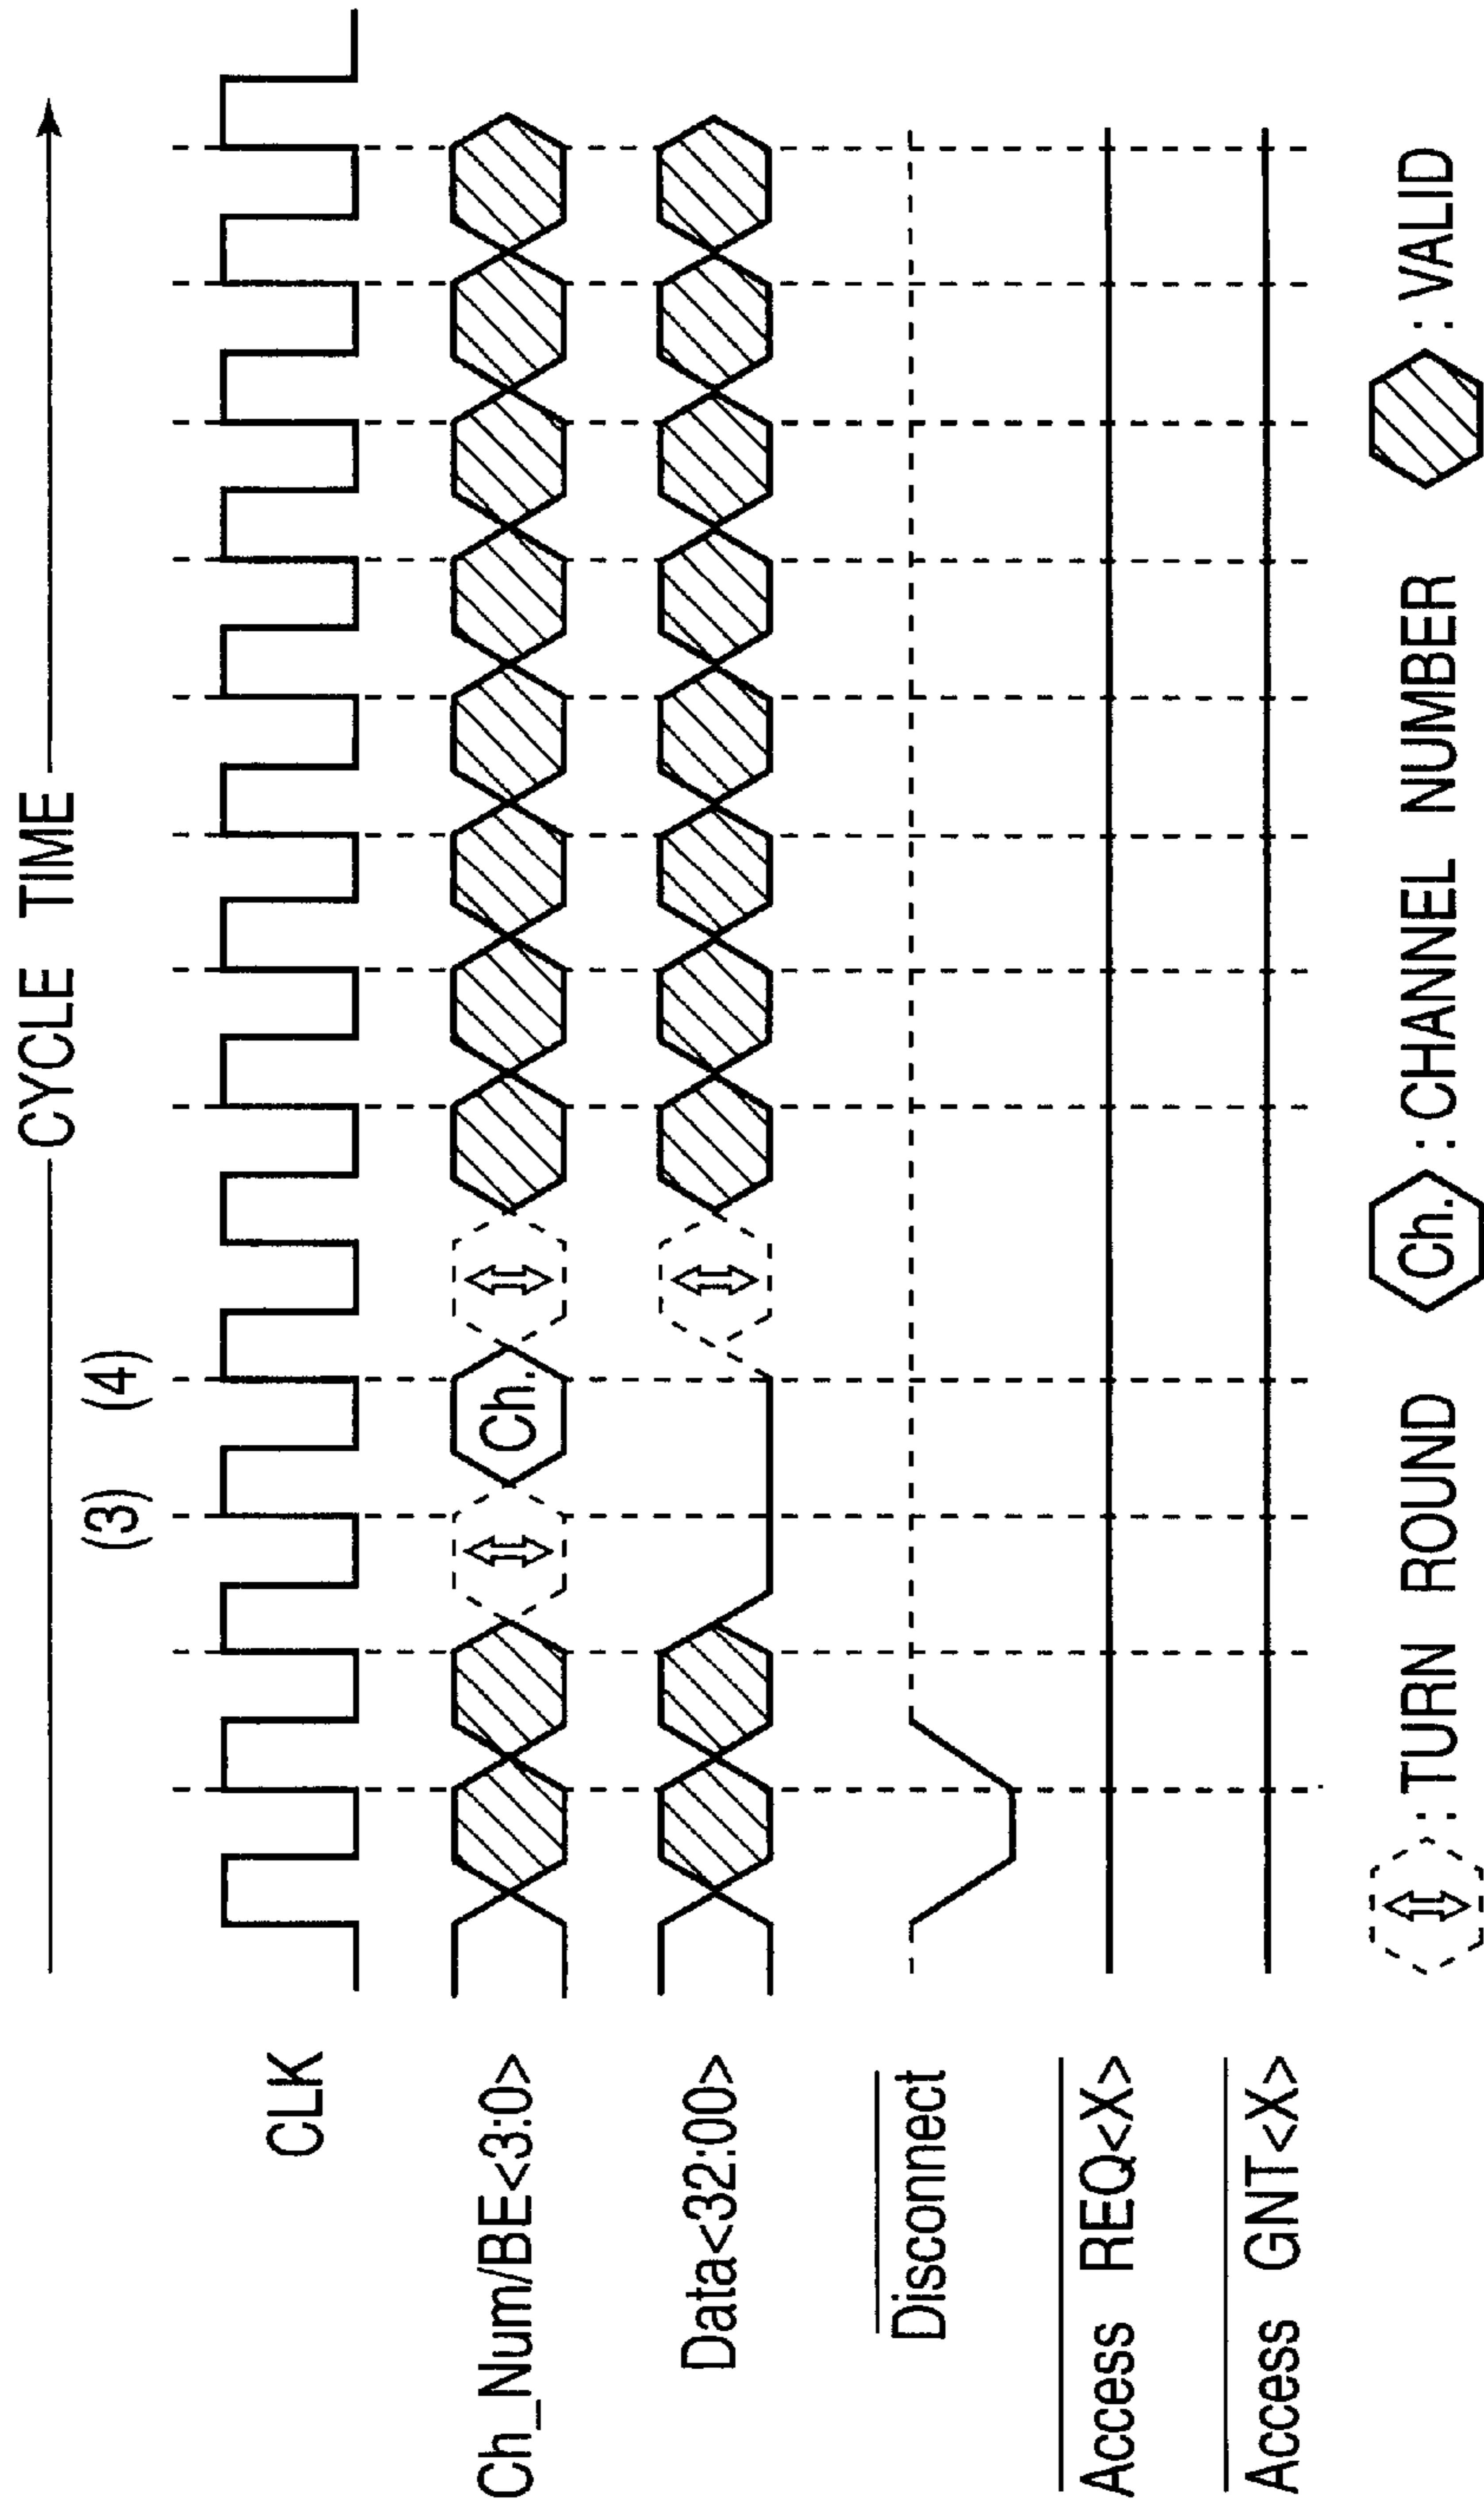 CYCLE TIME
(3) (4)
CLK
Ch_Num/BE<3:0>
Ch.
Data<32:00>
Disconnect
Access REQ<X>
Access GNT<X>
: TURN ROUND Ch. : CHANNEL NUMBER : VALID